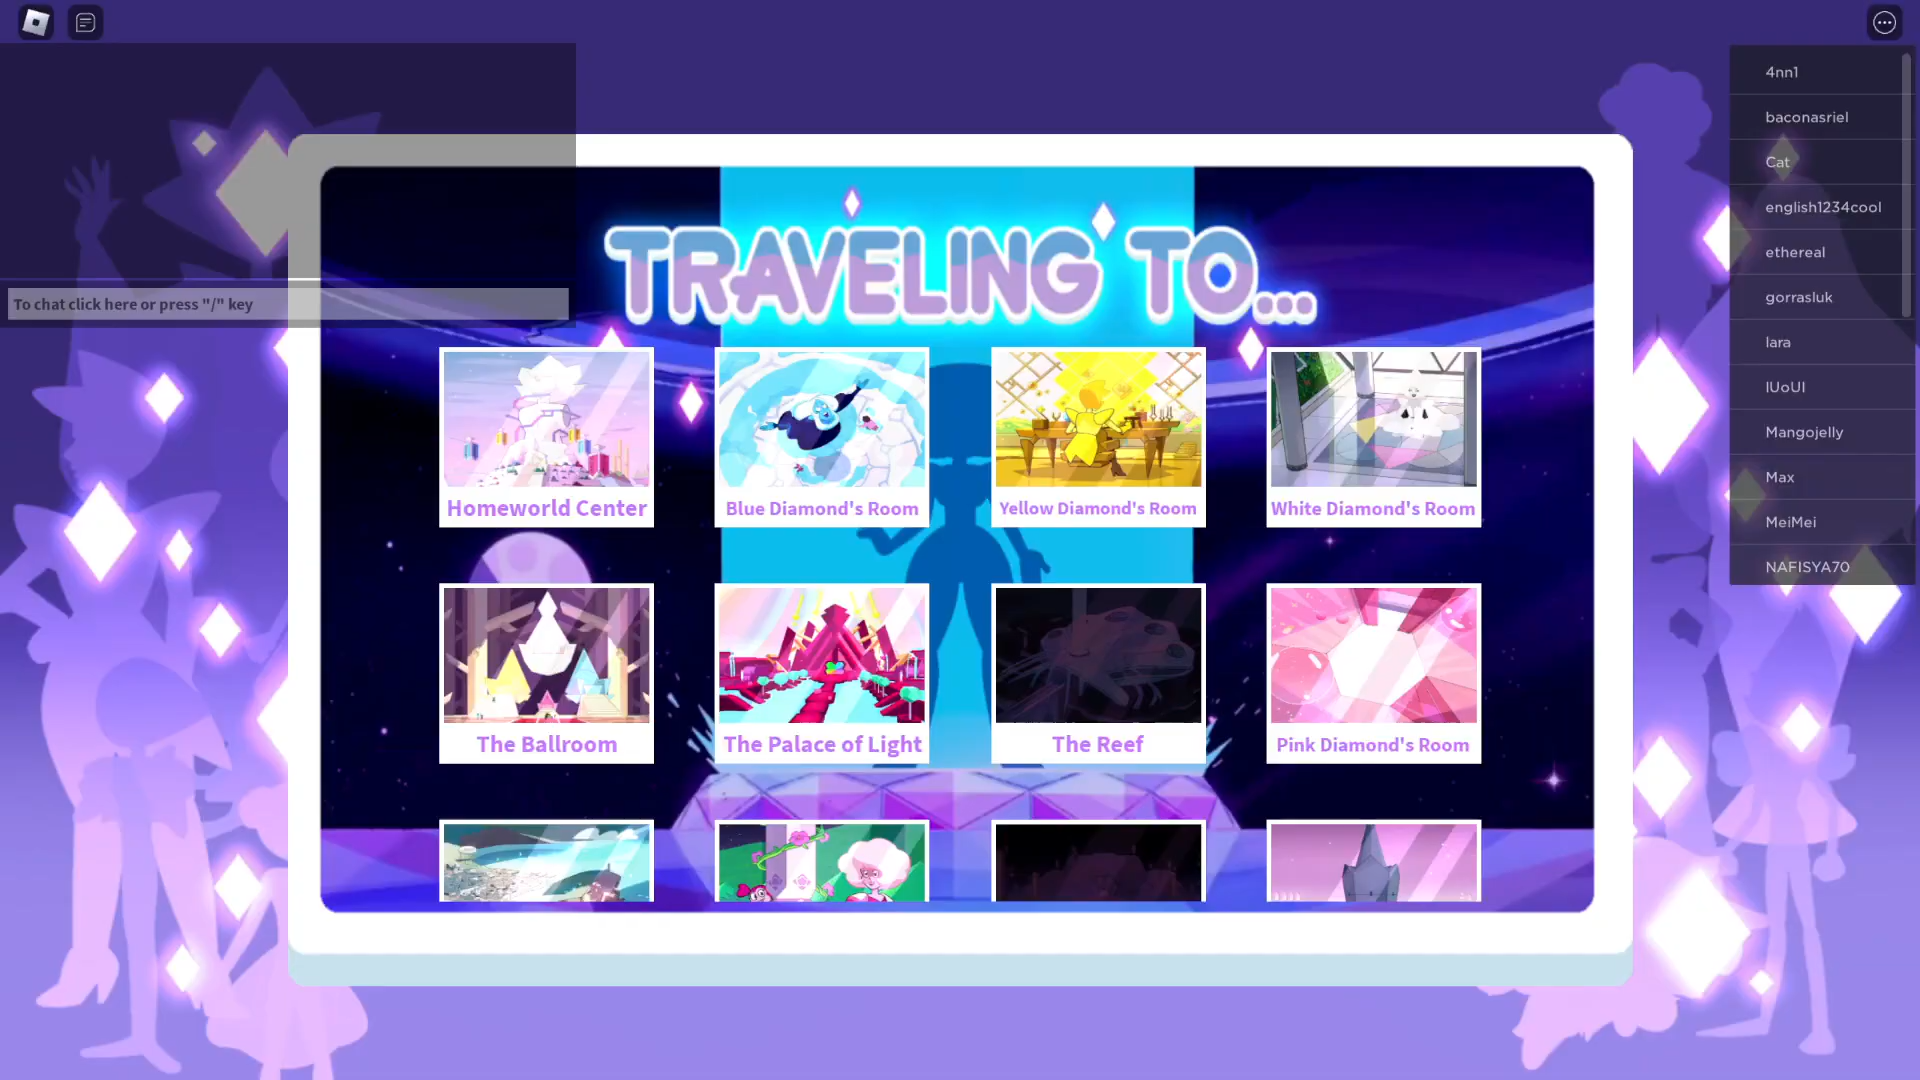 4nn1
baconasriel
Cat
english1234cool
ethereal
gorrasluk
To chat click here or press "/" key
TRAVELING TO...
lara
lUoUl
Mangojelly
Max
MeiMei
NAFISYA70
Homeworld Center
Blue Diamond's Room
Yellow Diamond's Room
White Diamond's Room
The Ballroom
The Palace of Light
The Reef
Pink Diamond's Room